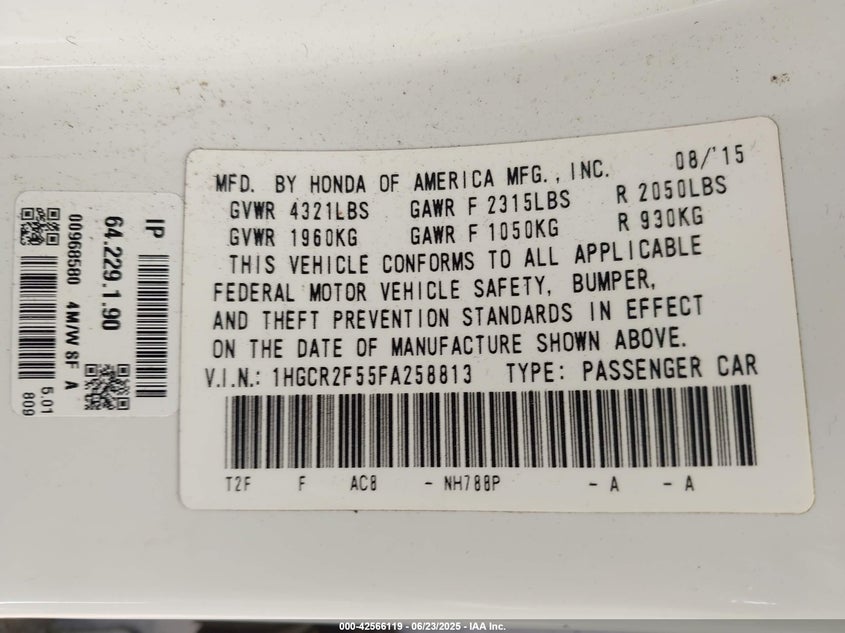 MFD. BY HONDA OF AMERICA MFG., INC. 08/'15
GVWR 4321LBS GAWR F 2315LBS R 2050LBS
GVWR 1960KG GAWR F 1050KG R 930KG
THIS VEHICLE CONFORMS TO ALL APPLICABLE
FEDERAL MOTOR VEHICLE SAFETY, BUMPER,
AND THEFT PREVENTION STANDARDS IN EFFECT
ON THE DATE OF MANUFACTURE SHOWN ABOVE.
V.I.N.: 1HGCR2F55FA258813 TYPE: PASSENGER CAR
T2F F AC8 - NH788P - A - A
IP
64.229.1.90
00968580 4M/W 8F A
5.01
809
000-42566119 - 06/23/2025 - IAA Inc.